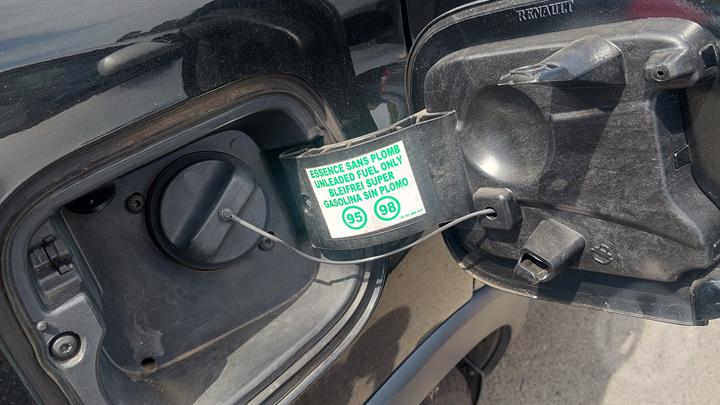 RENAULT
ESSENCE SANS PLOMB
UNLEADED FUEL ONLY
BLEIFREI SUPER
GASOLINA SIN PLOMO
95 98